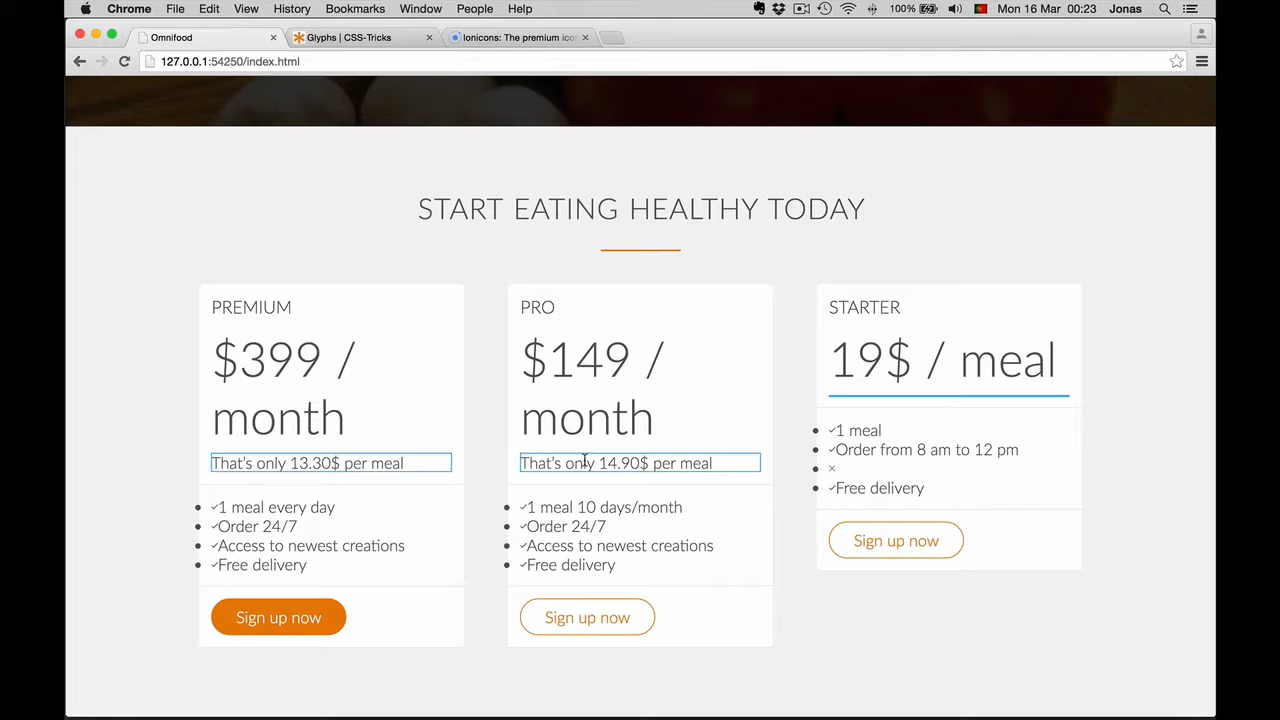 Chrome File Edit View History Bookmarks Window People Help 100% Mon 16 Mar 00:23 Jonas
Omnifood
Glyphs | CSS-Tricks
Ionicons: The premium ico
127.0.0.1:54250/index.html
START EATING HEALTHY TODAY
PREMIUM
$399 /
month
That's only 13.30$ per meal
1 meal every day
Order 24/7
Access to newest creations
Free delivery
Sign up now
PRO
$149 /
month
That's only 14.90$ per meal
1 meal 10 days/month
Order 24/7
Access to newest creations
Free delivery
Sign up now
STARTER
19$ / meal
1 meal
Order from 8 am to 12 pm
Free delivery
Sign up now